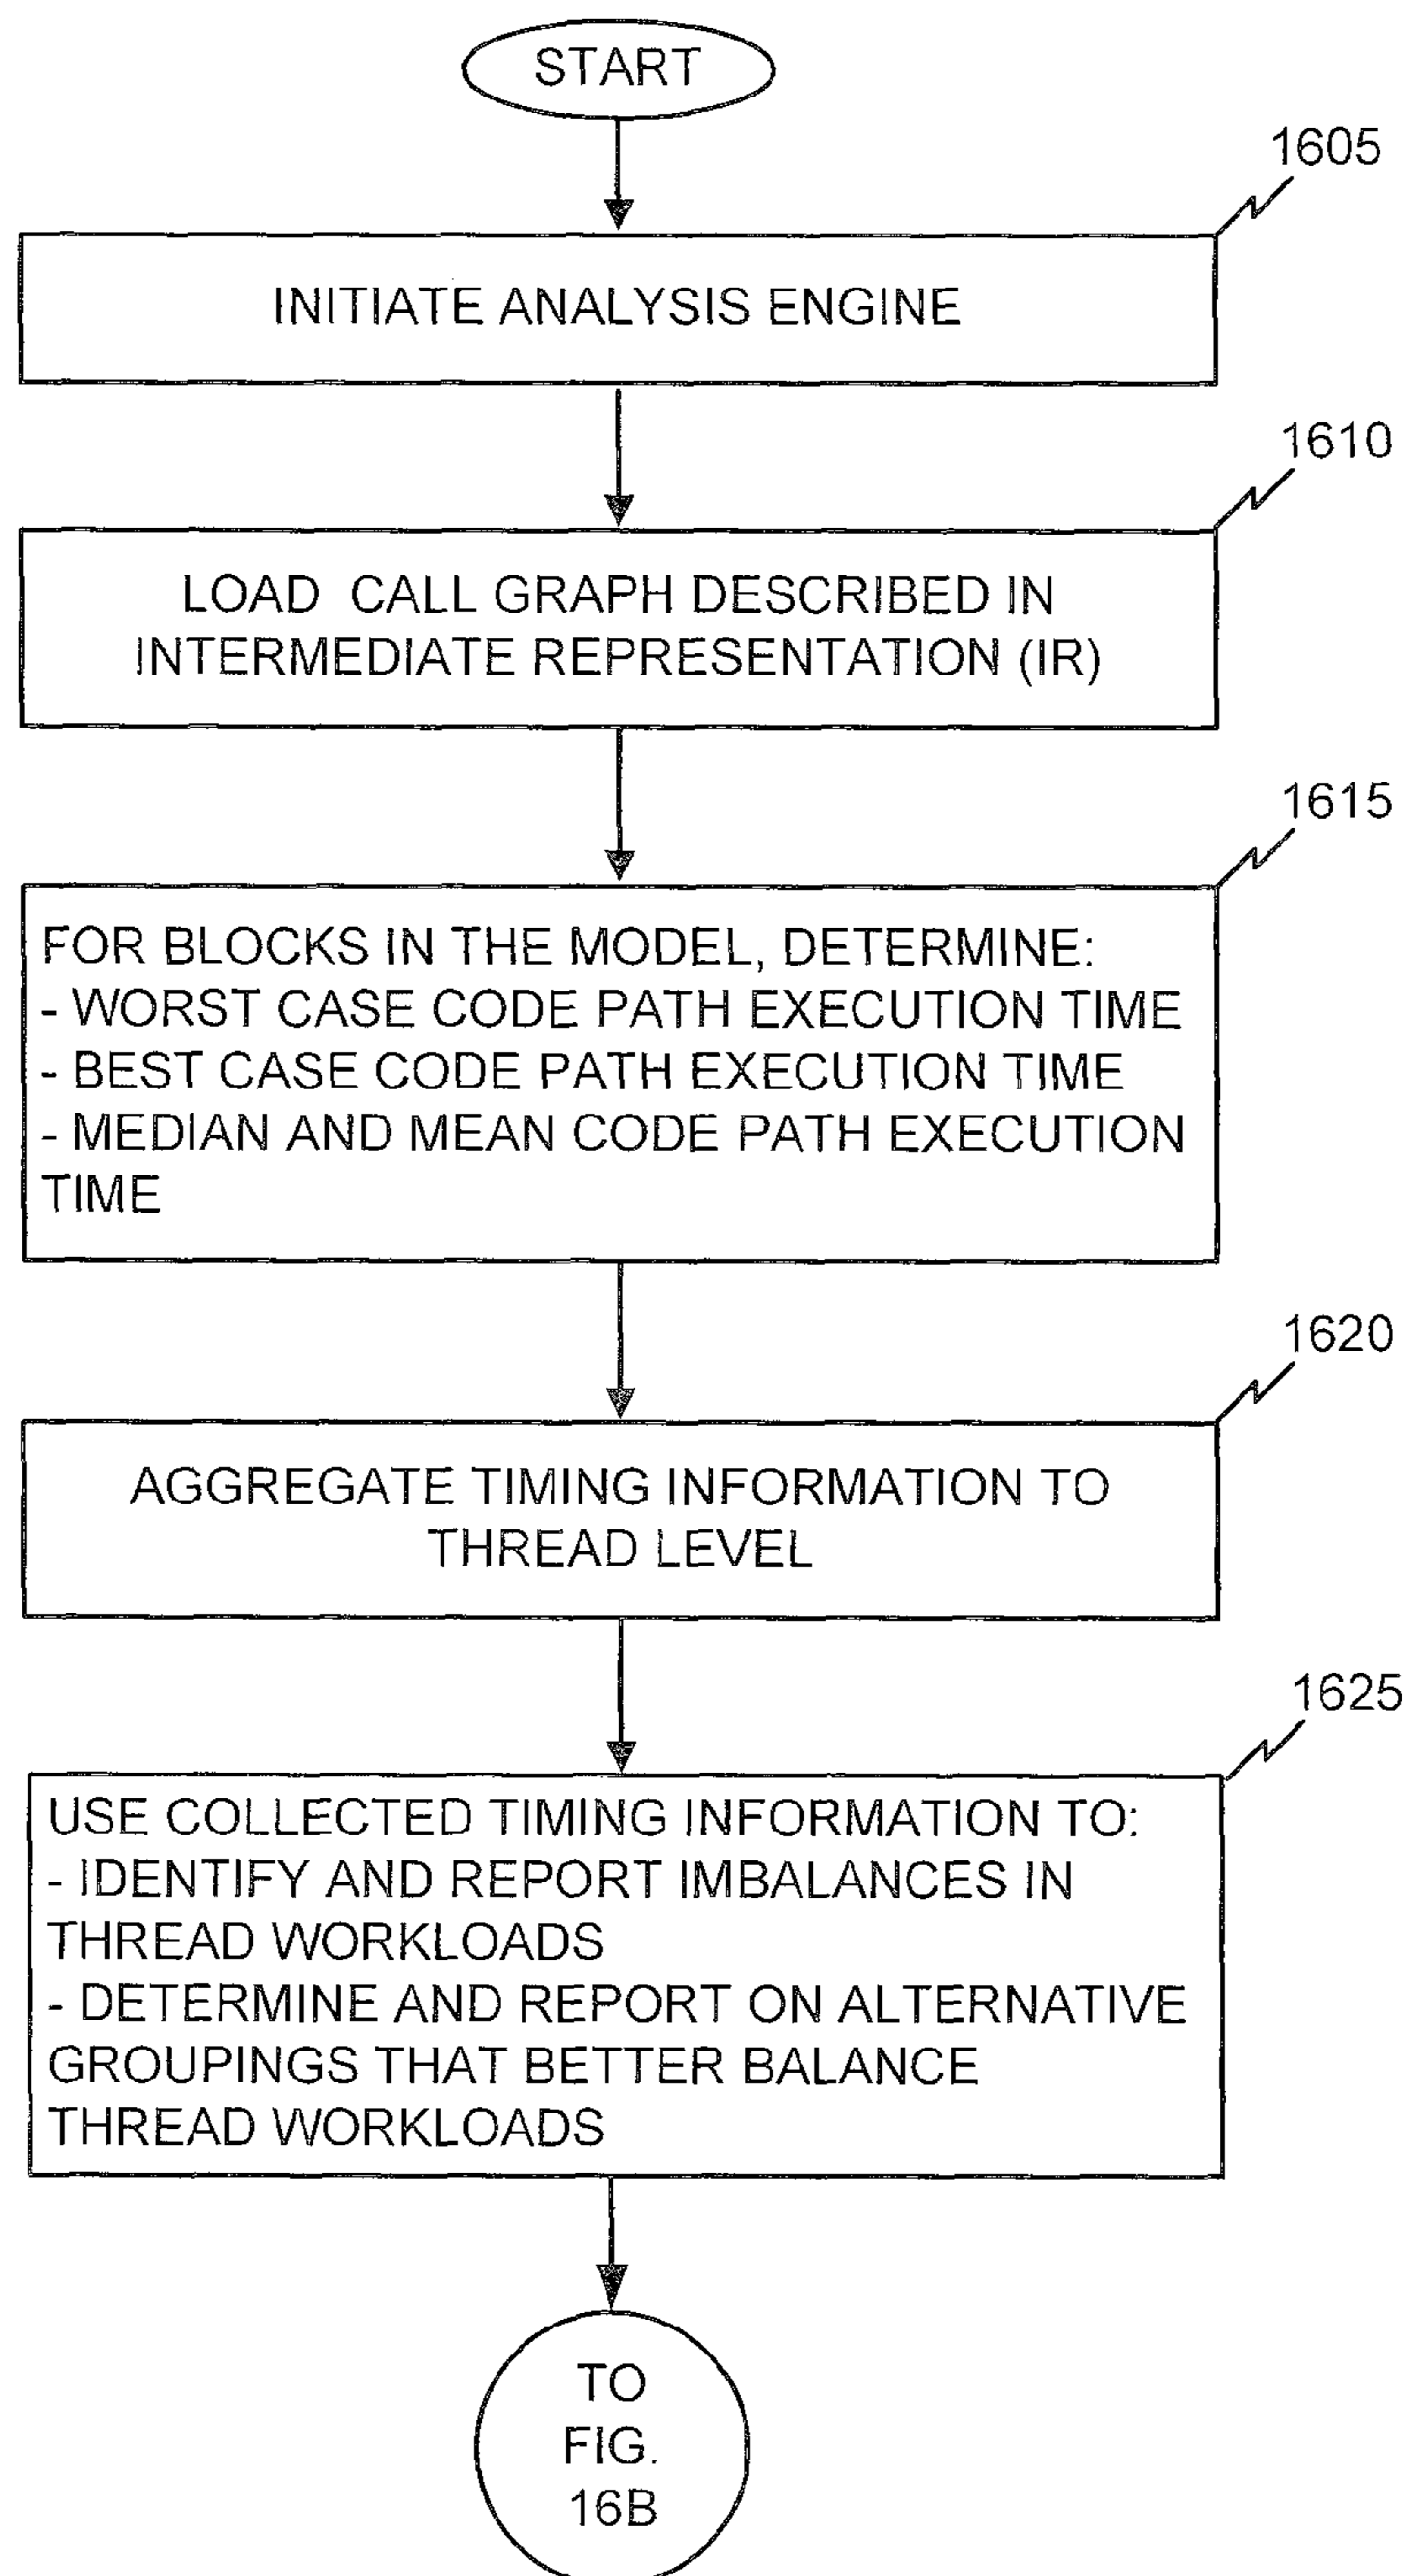 START
1605
INITIATE ANALYSIS ENGINE
1610
LOAD CALL GRAPH DESCRIBED IN
INTERMEDIATE REPRESENTATION (IR)
1615
FOR BLOCKS IN THE MODEL, DETERMINE:
- WORST CASE CODE PATH EXECUTION TIME
- BEST CASE CODE PATH EXECUTION TIME
- MEDIAN AND MEAN CODE PATH EXECUTION
TIME
1620
AGGREGATE TIMING INFORMATION TO
THREAD LEVEL
1625
USE COLLECTED TIMING INFORMATION TO:
- IDENTIFY AND REPORT IMBALANCES IN
THREAD WORKLOADS
- DETERMINE AND REPORT ON ALTERNATIVE
GROUPINGS THAT BETTER BALANCE
THREAD WORKLOADS
TO
FIG.
16B